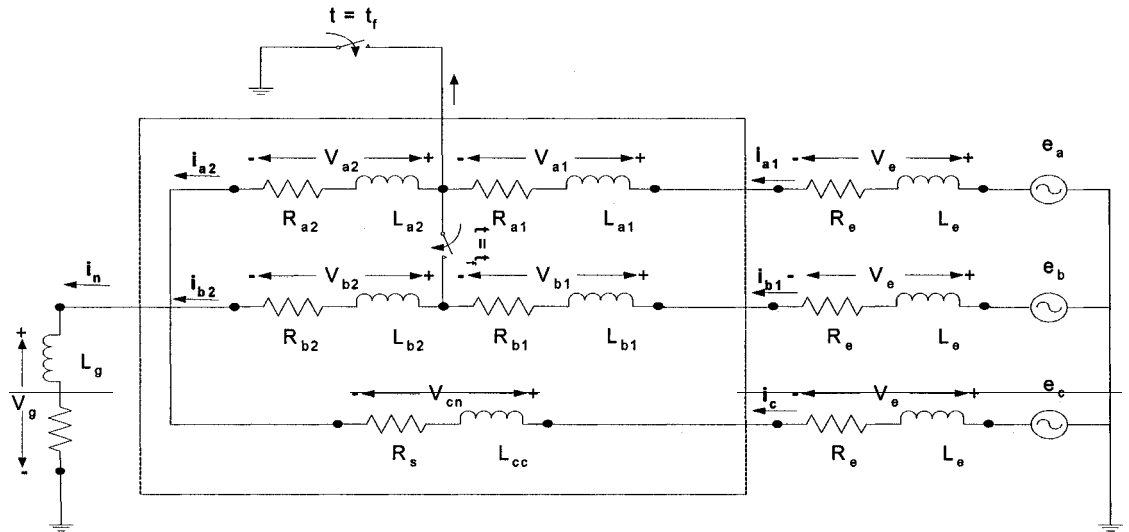 t = t_f
i_a2 - V_a2 + - V_a1 + i_a1 - V_e + e_a
R_a2 L_a2 R_a1 L_a1 R_e L_e
t = t_f
i_n i_b2 - V_b2 + - V_b1 + i_b1 - V_e + e_b
R_b2 L_b2 R_b1 L_b1 R_e L_e
+ L_g
V_g - V_cn + i_c - V_e + e_c
- R_s L_cc R_e L_e